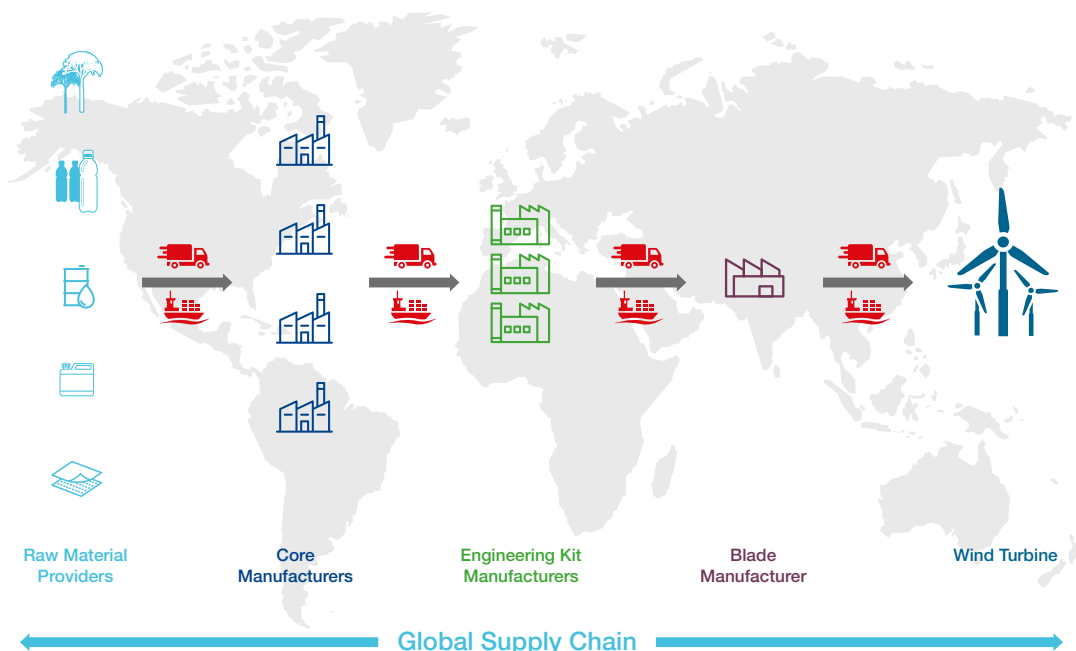 Raw Material
Providers
Core
Manufacturers
Engineering Kit
Manufacturers
Blade
Manufacturer
Wind Turbine
Global Supply Chain